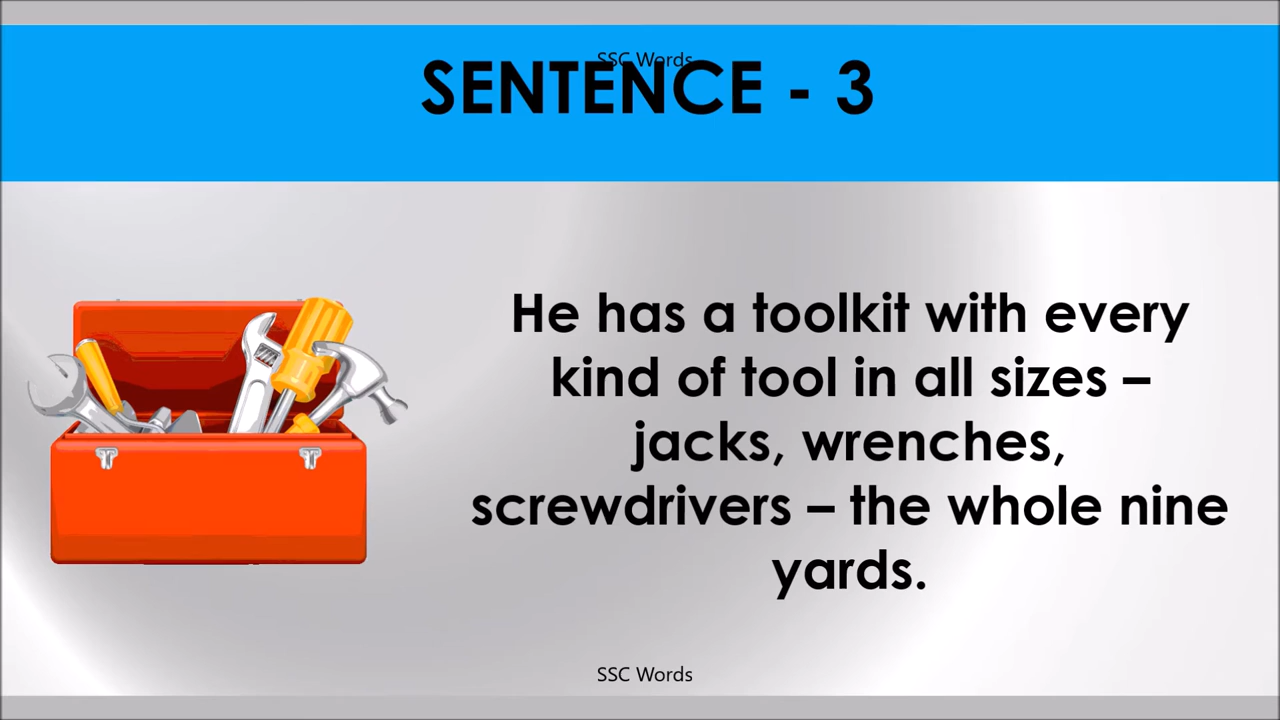 SSC Words
SENTENCE - 3
He has a toolkit with every
kind of tool in all sizes –
jacks, wrenches,
screwdrivers – the whole nine
yards.
SSC Words